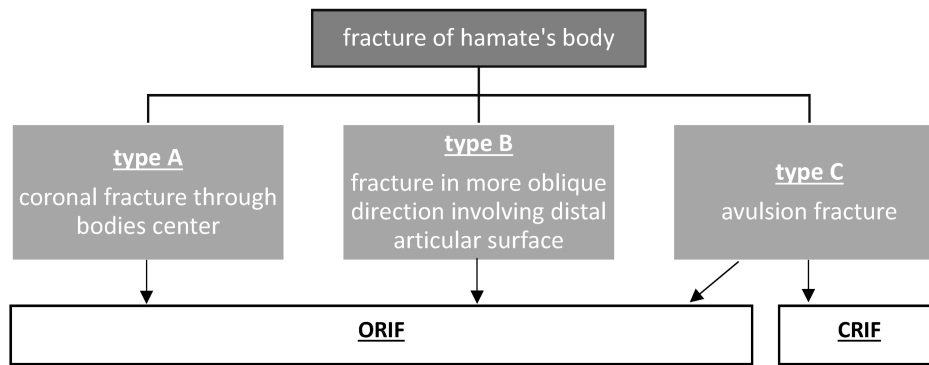 fracture of hamate's body
type A
coronal fracture through
bodies center
type B
fracture in more oblique
direction involving distal
articular surface
type C
avulsion fracture
ORIF
CRIF